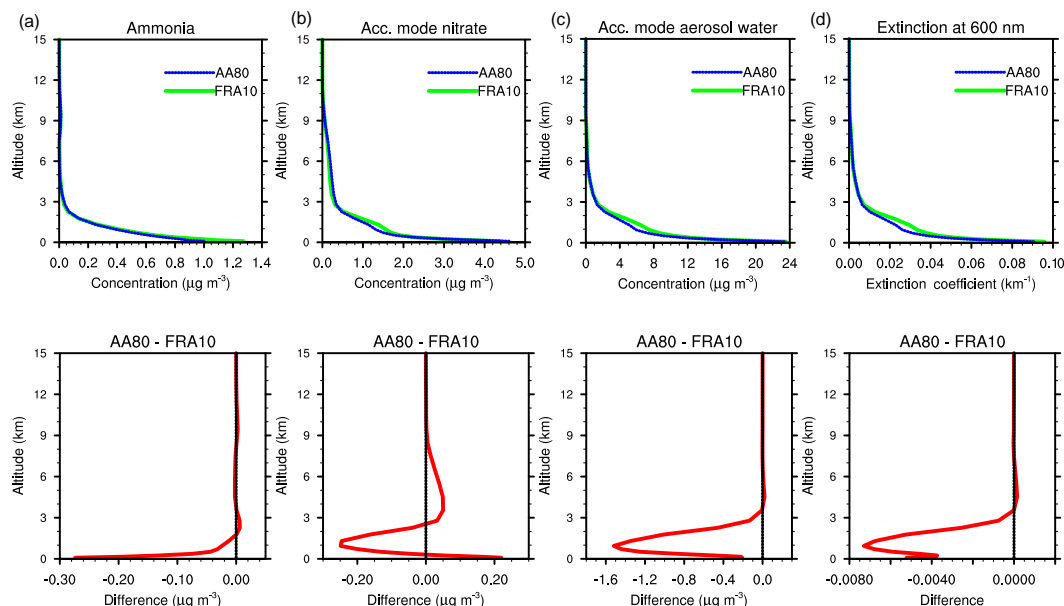 (a) (b) (c) (d)
Ammonia Acc. mode nitrate Acc. mode aerosol water Extinction at 600 nm
15 15 15 15
12 12 12 12
9 9 9 9
6 6 6 6
3 3 3 3
0 0 0 0
Altitude (km) Altitude (km) Altitude (km) Altitude (km)
AA80 AA80 AA80 AA80
FRA10 FRA10 FRA10 FRA10
0.0 0.2 0.4 0.6 0.8 1.0 1.2 1.4 0.0 1.0 2.0 3.0 4.0 5.0 0 4 8 12 16 20 24 0.00 0.02 0.04 0.06 0.08 0.10
Concentration (μg m⁻³) Concentration (μg m⁻³) Concentration (μg m⁻³) Extinction coefficient (km⁻¹)
AA80 - FRA10 AA80 - FRA10 AA80 - FRA10 AA80 - FRA10
15 15 15 15
12 12 12 12
9 9 9 9
6 6 6 6
3 3 3 3
0 0 0 0
Altitude (km) Altitude (km) Altitude (km) Altitude (km)
-0.30 -0.20 -0.10 0.00 -0.20 0.00 0.20 -1.6 -1.2 -0.8 -0.4 0.0 -0.0080 -0.0040 0.0000
Difference (μg m⁻³) Difference (μg m⁻³) Difference (μg m⁻³) Difference